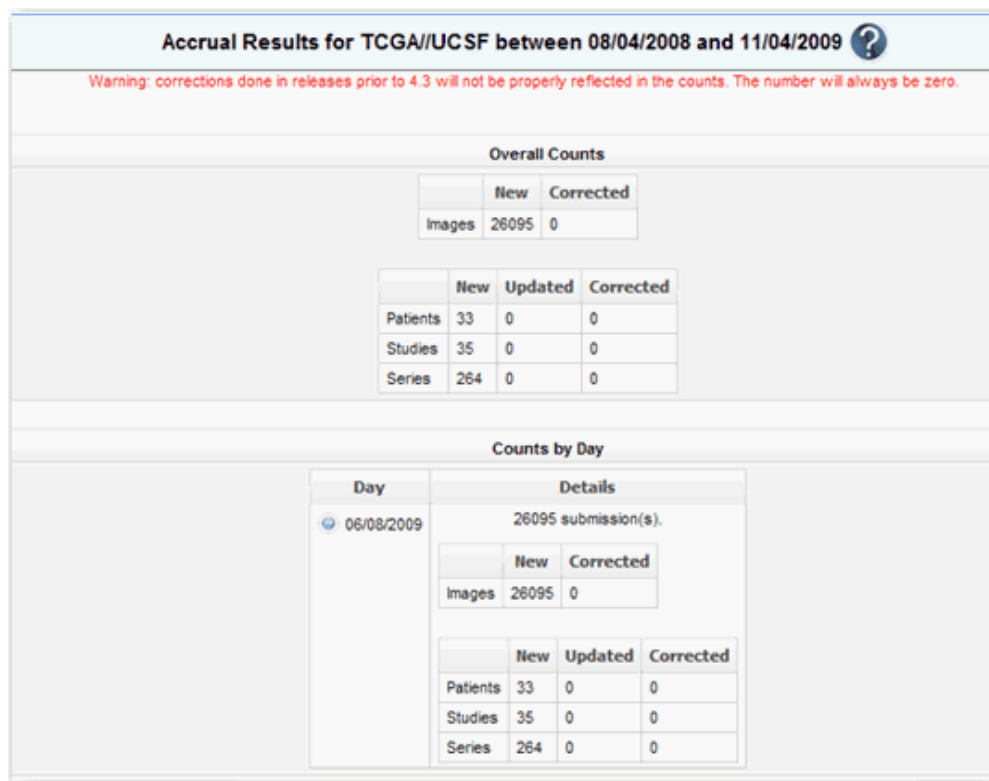 Accrual Results for TCGA//UCSF between 08/04/2008 and 11/04/2009 ?
Warning: corrections done in releases prior to 4.3 will not be properly reflected in the counts. The number will always be zero.
Overall Counts
New Corrected
Images 26095 0
New Updated Corrected
Patients 33 0 0
Studies 35 0 0
Series 264 0 0
Counts by Day
Day Details
06/08/2009 26095 submission(s).
New Corrected
Images 26095 0
New Updated Corrected
Patients 33 0 0
Studies 35 0 0
Series 264 0 0